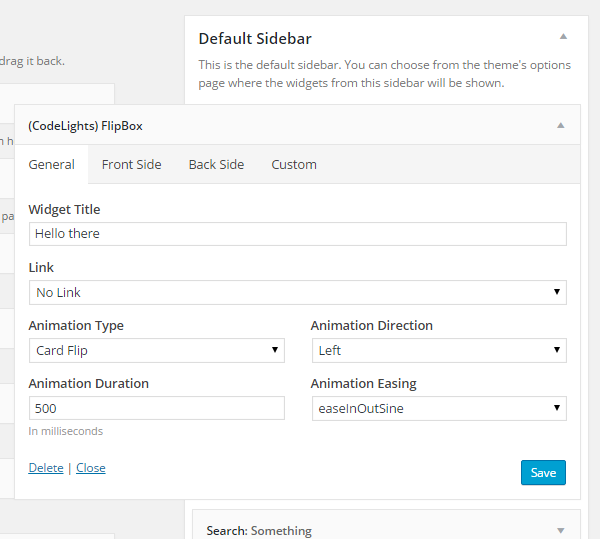 Default Sidebar
drag it back.
This is the default sidebar. You can choose from the theme's options
page where the widgets from this sidebar will be shown.
(CodeLights) FlipBox
General Front Side Back Side Custom
Widget Title
Hello there
Link
No Link
Animation Type Animation Direction
Card Flip Left
Animation Duration Animation Easing
500 easeInOutSine
In milliseconds
Delete | Close Save
Search: Something